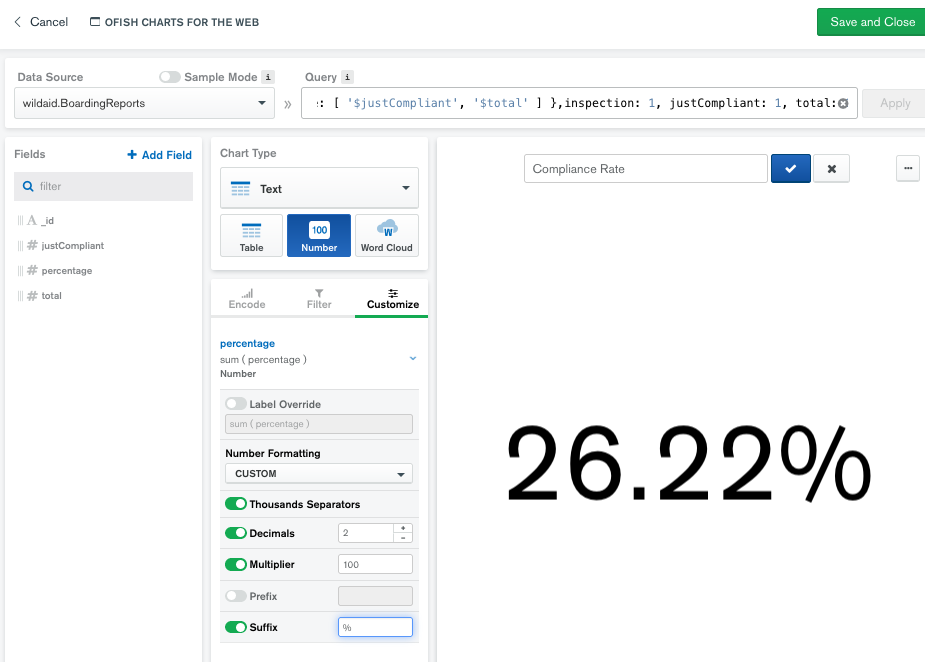 Cancel
OFISH CHARTS FOR THE WEB
Save and Close
Data Source
Sample Mode i
Query i
wildaid.BoardingReports
»
: [ '$justCompliant', '$total' ] },inspection: 1, justCompliant: 1, total:
Apply
Fields
+ Add Field
filter
A _id
# justCompliant
# percentage
# total
Chart Type
Text
Table
100
Number
W
Word Cloud
Encode
Filter
Customize
percentage
sum ( percentage )
Number
Label Override
sum ( percentage )
Number Formatting
CUSTOM
Thousands Separators
Decimals
2
+
-
Multiplier
100
Prefix
Suffix
%
Compliance Rate
...
26.22%